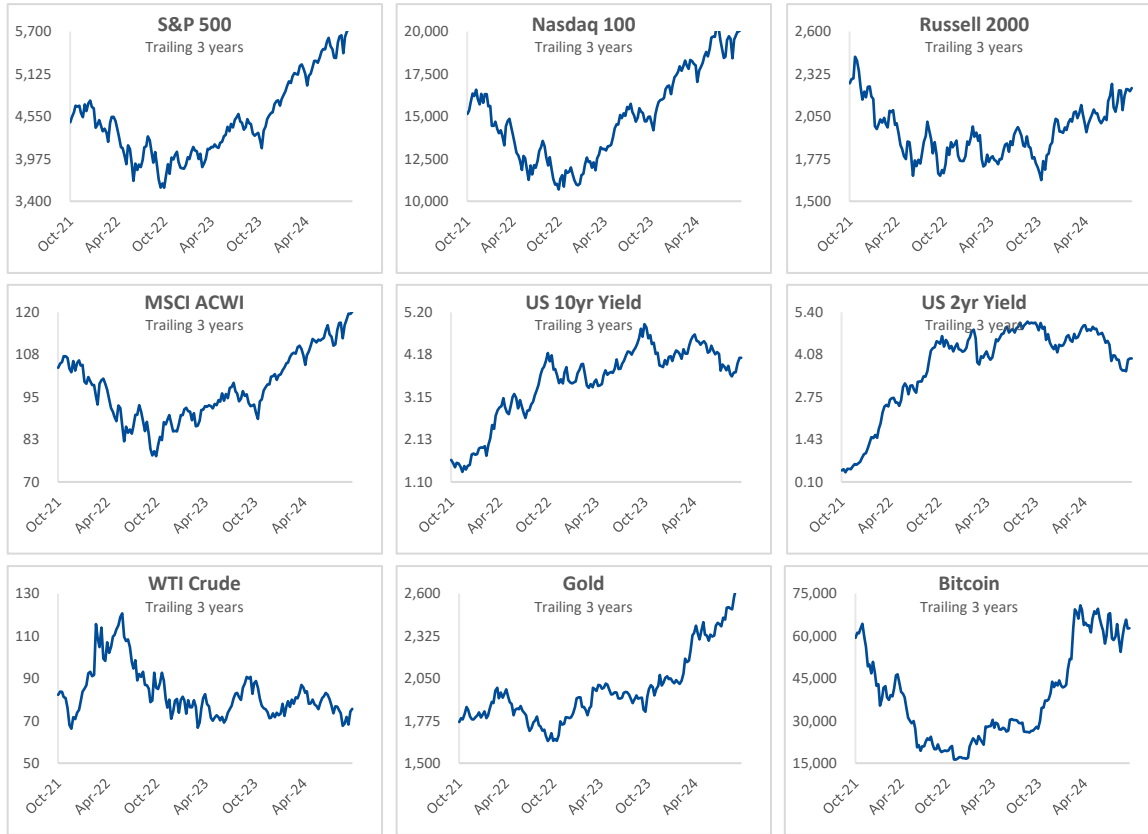 S&P 500
Trailing 3 years
5,700
5,125
4,550
3,975
3,400
Oct-21
Apr-22
Oct-22
Apr-23
Oct-23
Apr-24
Nasdaq 100
Trailing 3 years
20,000
17,500
15,000
12,500
10,000
Oct-21
Apr-22
Oct-22
Apr-23
Oct-23
Apr-24
Russell 2000
Trailing 3 years
2,600
2,325
2,050
1,775
1,500
Oct-21
Apr-22
Oct-22
Apr-23
Oct-23
Apr-24
MSCI ACWI
Trailing 3 years
120
108
95
83
70
Oct-21
Apr-22
Oct-22
Apr-23
Oct-23
Apr-24
US 10yr Yield
Trailing 3 years
5.20
4.18
3.15
2.13
1.10
Oct-21
Apr-22
Oct-22
Apr-23
Oct-23
Apr-24
US 2yr Yield
Trailing 3 years
5.40
4.08
2.75
1.43
0.10
Oct-21
Apr-22
Oct-22
Apr-23
Oct-23
Apr-24
WTI Crude
Trailing 3 years
130
110
90
70
50
Oct-21
Apr-22
Oct-22
Apr-23
Oct-23
Apr-24
Gold
Trailing 3 years
2,600
2,325
2,050
1,775
1,500
Oct-21
Apr-22
Oct-22
Apr-23
Oct-23
Apr-24
Bitcoin
Trailing 3 years
75,000
60,000
45,000
30,000
15,000
Oct-21
Apr-22
Oct-22
Apr-23
Oct-23
Apr-24